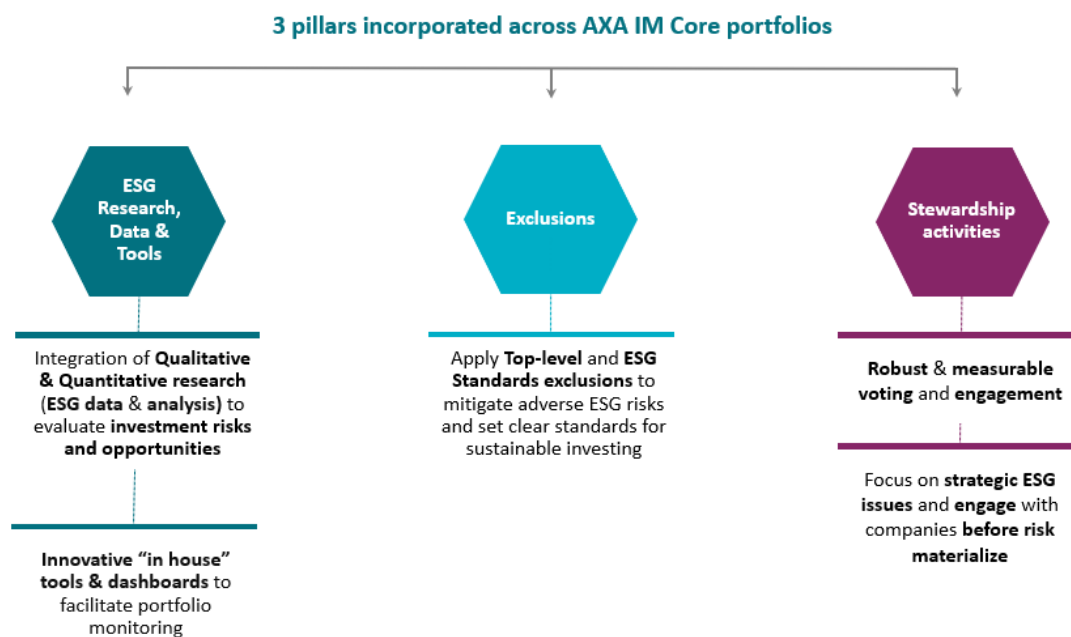 3 pillars incorporated across AXA IM Core portfolios
ESG
Research,
Data &
Tools
Integration of Qualitative
& Quantitative research
(ESG data & analysis) to
evaluate investment risks
and opportunities
Innovative “in house”
tools & dashboards to
facilitate portfolio
monitoring
Exclusions
Apply Top-level and ESG
Standards exclusions to
mitigate adverse ESG risks
and set clear standards for
sustainable investing
Stewardship
activities
Robust & measurable
voting and engagement
Focus on strategic ESG
issues and engage with
companies before risk
materialize